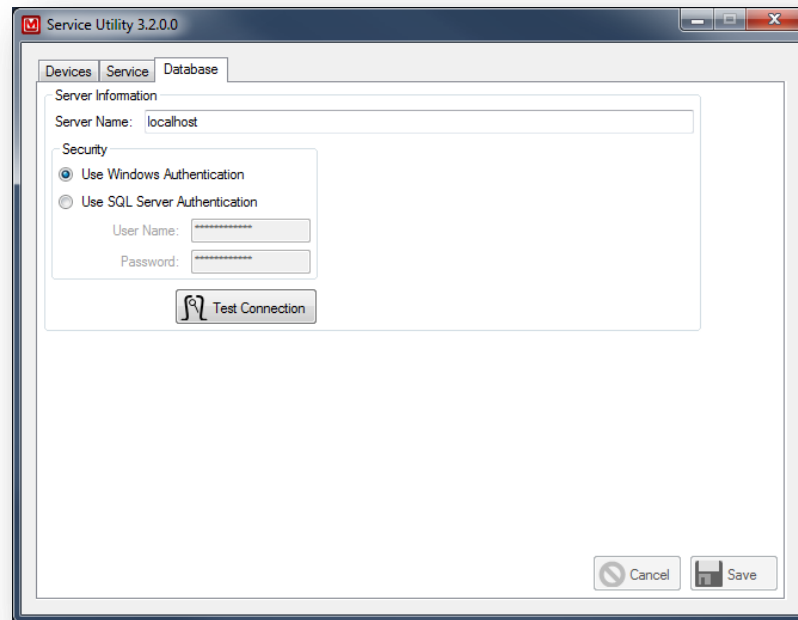 Service Utility 3.2.0.0
Devices Service Database
Server Information
Server Name: localhost
Security
Use Windows Authentication
Use SQL Server Authentication
User Name: ************
Password: ************
Test Connection
Cancel Save